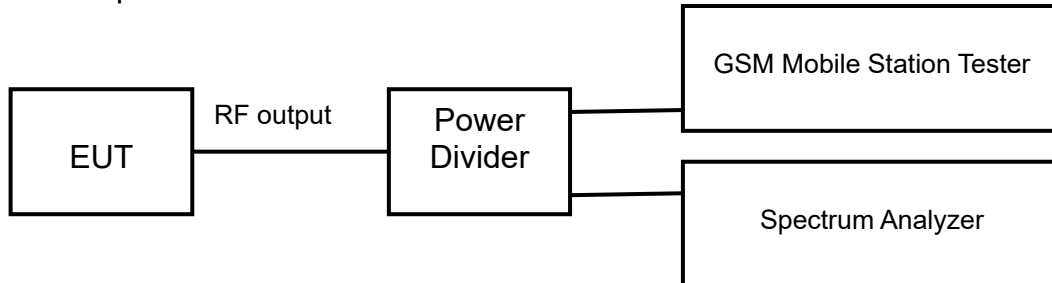 GSM Mobile Station Tester
RF output
EUT
Power
Divider
Spectrum Analyzer